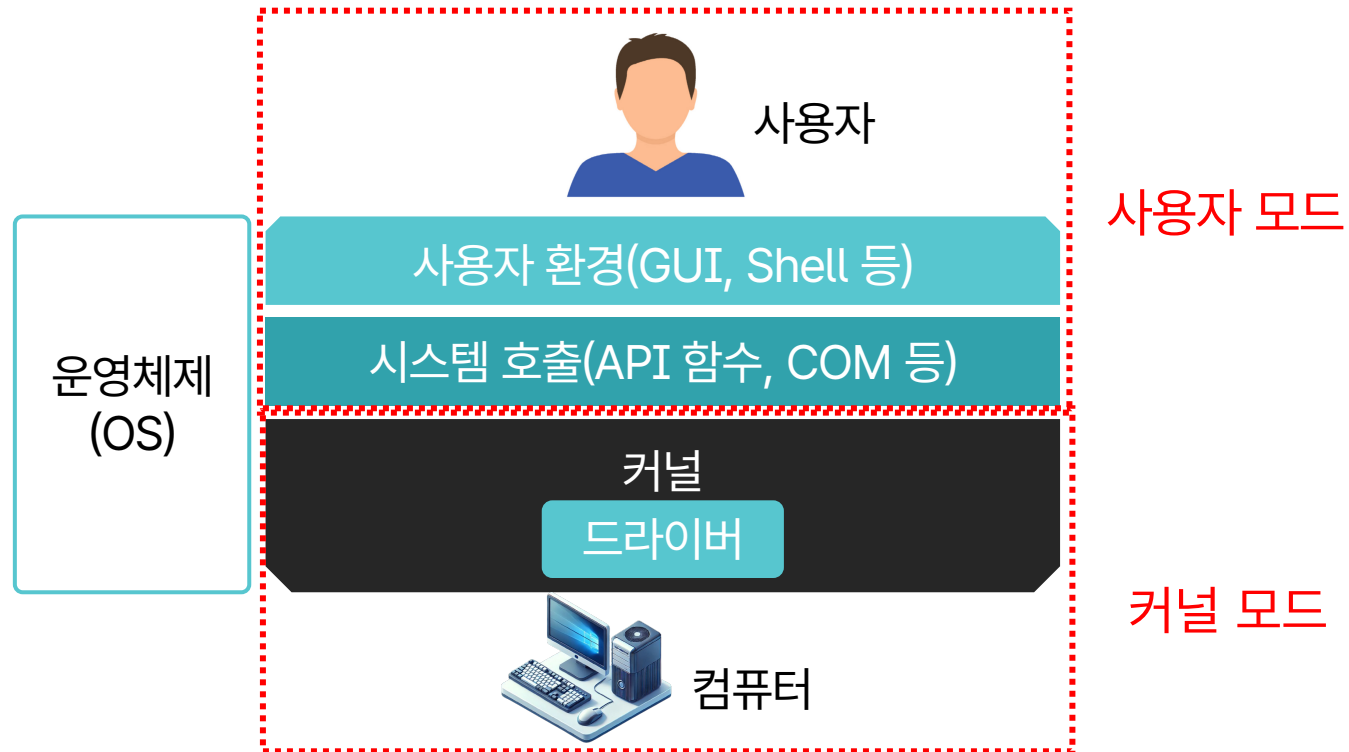 사용자
사용자 모드
사용자 환경(GUI, Shell 등)
시스템 호출(API 함수, COM 등)
운영체제
(OS)
커널
드라이버
커널 모드
컴퓨터